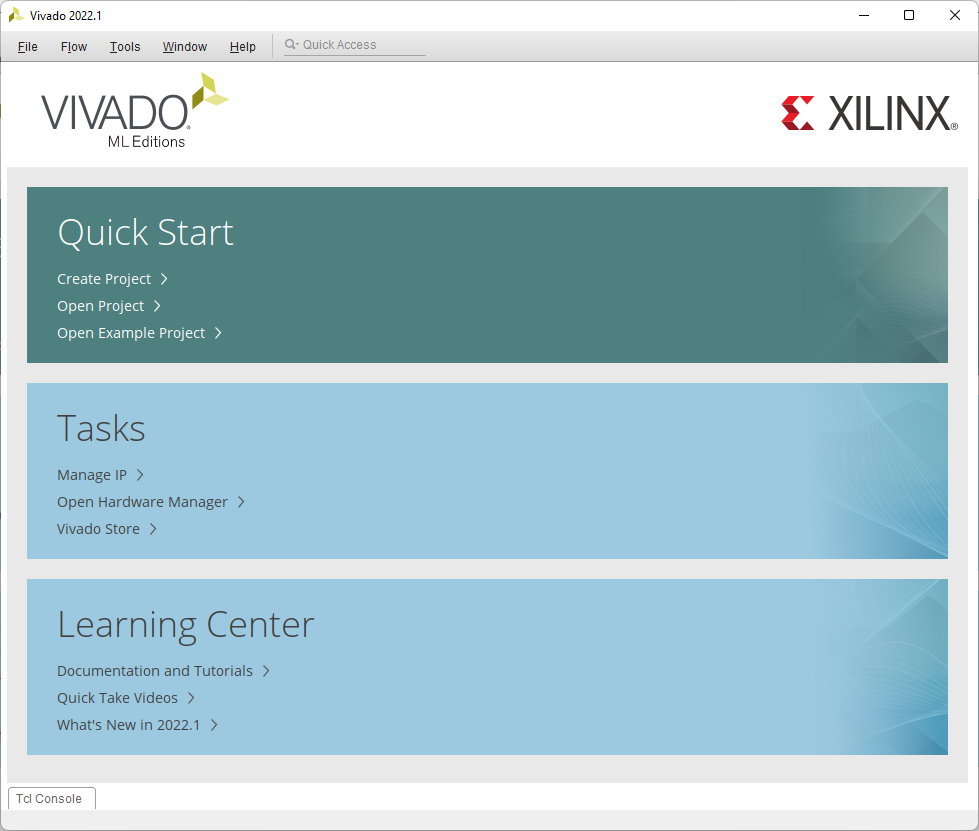 Vivado 2022.1
File Flow Tools Window Help Quick Access
VIVADO.
ML Editions
XILINX®
Quick Start
Create Project
Open Project
Open Example Project
Tasks
Manage IP
Open Hardware Manager
Vivado Store
Learning Center
Documentation and Tutorials
Quick Take Videos
What's New in 2022.1
Tcl Console